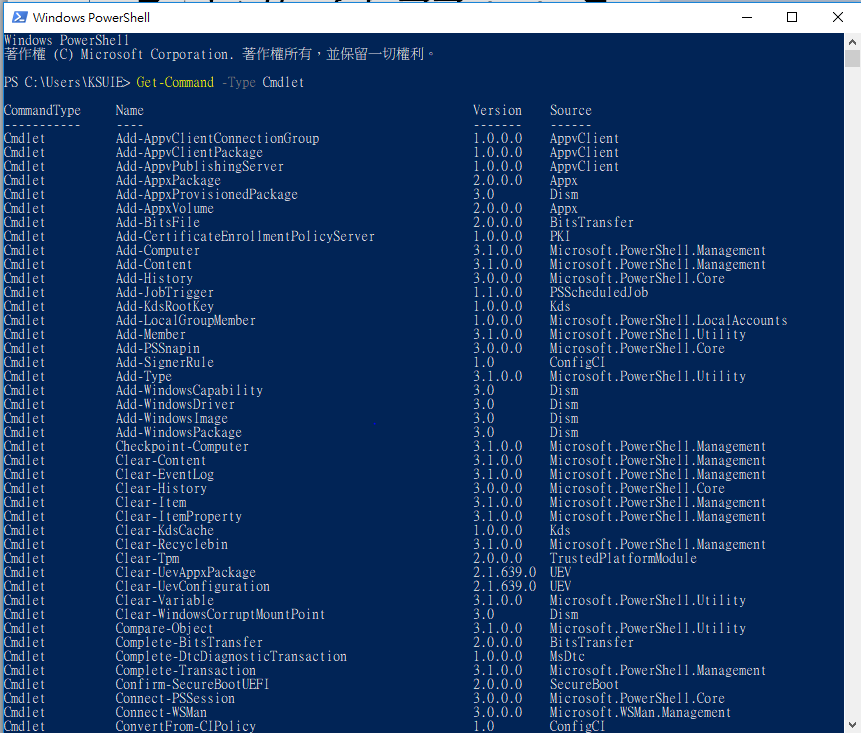 Windows PowerShell
Windows PowerShell
著作權 (C) Microsoft Corporation. 著作權所有，並保留一切權利。
PS C:\Users\KSUIE> Get-Command -Type Cmdlet
CommandType Name Version Source
----------- ---- ------- ------
Cmdlet Add-AppvClientConnectionGroup 1.0.0.0 AppvClient
Cmdlet Add-AppvClientPackage 1.0.0.0 AppvClient
Cmdlet Add-AppvPublishingServer 1.0.0.0 AppvClient
Cmdlet Add-AppxPackage 2.0.0.0 Appx
Cmdlet Add-AppxProvisionedPackage 3.0 Dism
Cmdlet Add-AppxVolume 2.0.0.0 Appx
Cmdlet Add-BitsFile 2.0.0.0 BitsTransfer
Cmdlet Add-CertificateEnrollmentPolicyServer 1.0.0.0 PKI
Cmdlet Add-Computer 3.1.0.0 Microsoft.PowerShell.Management
Cmdlet Add-Content 3.1.0.0 Microsoft.PowerShell.Management
Cmdlet Add-History 3.0.0.0 Microsoft.PowerShell.Core
Cmdlet Add-JobTrigger 1.1.0.0 PSScheduledJob
Cmdlet Add-KdsRootKey 1.0.0.0 Kds
Cmdlet Add-LocalGroupMember 1.0.0.0 Microsoft.PowerShell.LocalAccounts
Cmdlet Add-Member 3.1.0.0 Microsoft.PowerShell.Utility
Cmdlet Add-PSSnapin 3.0.0.0 Microsoft.PowerShell.Core
Cmdlet Add-SignerRule 1.0 ConfigCI
Cmdlet Add-Type 3.1.0.0 Microsoft.PowerShell.Utility
Cmdlet Add-WindowsCapability 3.0 Dism
Cmdlet Add-WindowsDriver 3.0 Dism
Cmdlet Add-WindowsImage 3.0 Dism
Cmdlet Add-WindowsPackage 3.0 Dism
Cmdlet Checkpoint-Computer 3.1.0.0 Microsoft.PowerShell.Management
Cmdlet Clear-Content 3.1.0.0 Microsoft.PowerShell.Management
Cmdlet Clear-EventLog 3.1.0.0 Microsoft.PowerShell.Management
Cmdlet Clear-History 3.0.0.0 Microsoft.PowerShell.Core
Cmdlet Clear-Item 3.1.0.0 Microsoft.PowerShell.Management
Cmdlet Clear-ItemProperty 3.1.0.0 Microsoft.PowerShell.Management
Cmdlet Clear-KdsCache 1.0.0.0 Kds
Cmdlet Clear-Recyclebin 3.1.0.0 Microsoft.PowerShell.Management
Cmdlet Clear-Tpm 2.0.0.0 TrustedPlatformModule
Cmdlet Clear-UevAppxPackage 2.1.639.0 UEV
Cmdlet Clear-UevConfiguration 2.1.639.0 UEV
Cmdlet Clear-Variable 3.1.0.0 Microsoft.PowerShell.Utility
Cmdlet Clear-WindowsCorruptMountPoint 3.0 Dism
Cmdlet Compare-Object 3.1.0.0 Microsoft.PowerShell.Utility
Cmdlet Complete-BitsTransfer 2.0.0.0 BitsTransfer
Cmdlet Complete-DtcDiagnosticTransaction 1.0.0.0 MsDtc
Cmdlet Complete-Transaction 3.1.0.0 Microsoft.PowerShell.Management
Cmdlet Confirm-SecureBootUEFI 2.0.0.0 SecureBoot
Cmdlet Connect-PSSession 3.0.0.0 Microsoft.PowerShell.Core
Cmdlet Connect-WSMan 3.0.0.0 Microsoft.WSMan.Management
Cmdlet ConvertFrom-CIPolicy 1.0 ConfigCI